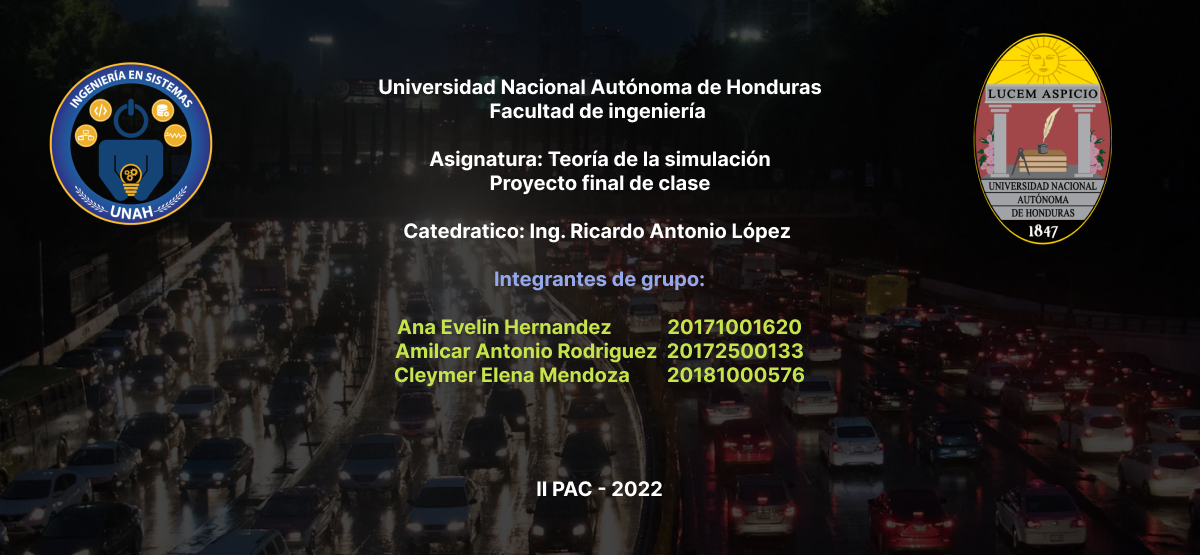 INGENIERÍA EN SISTEMAS
UNAH
Universidad Nacional Autónoma de Honduras
Facultad de ingeniería
Asignatura: Teoría de la simulación
Proyecto final de clase
Catedratico: Ing. Ricardo Antonio López
Integrantes de grupo:
Ana Evelin Hernandez 20171001620
Amilcar Antonio Rodriguez 20172500133
Cleymer Elena Mendoza 20181000576
II PAC - 2022
LUCEM ASPICIO
UNIVERSIDAD NACIONAL
AUTÓNOMA
DE HONDURAS
1847